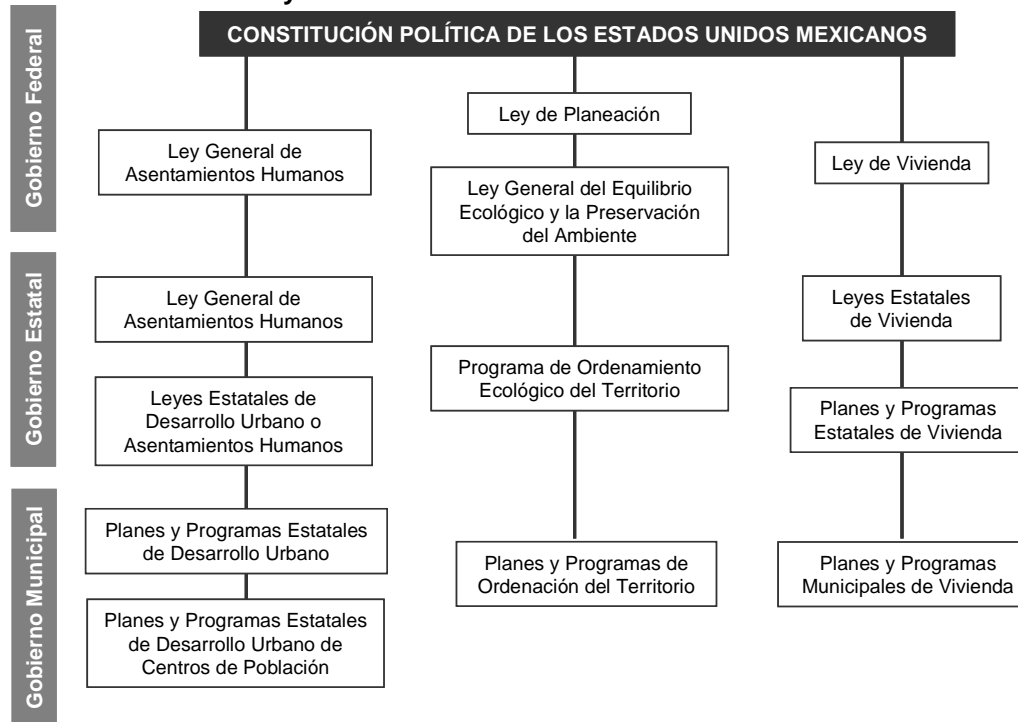 CONSTITUCIÓN POLÍTICA DE LOS ESTADOS UNIDOS MEXICANOS
Gobierno Federal
Ley General de
Asentamientos Humanos
Ley de Planeación
Ley General del Equilibrio
Ecológico y la Preservación
del Ambiente
Ley de Vivienda
Gobierno Estatal
Ley General de
Asentamientos Humanos
Leyes Estatales de
Desarrollo Urbano o
Asentamientos Humanos
Programa de Ordenamiento
Ecológico del Territorio
Leyes Estatales
de Vivienda
Planes y Programas
Estatales de Vivienda
Gobierno Municipal
Planes y Programas Estatales
de Desarrollo Urbano
Planes y Programas Estatales
de Desarrollo Urbano de
Centros de Población
Planes y Programas de
Ordenación del Territorio
Planes y Programas
Municipales de Vivienda